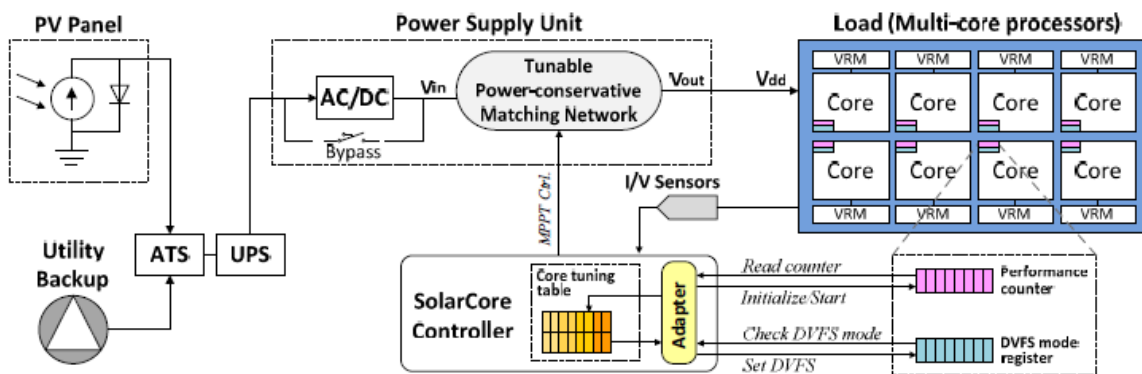 PV Panel
Power Supply Unit
Load (Multi-core processors)
VRM VRM VRM VRM
Tunable
Power-conservative
Matching Network
AC/DC
Vin
Vout
Vdd
Bypass
Core Core Core Core
Core Core Core Core
VRM VRM VRM VRM
I/V Sensors
MPPT Ctrl.
ATS
UPS
Utility
Backup
SolarCore
Controller
Core tuning
table
Adapter
Read counter
Initialize/Start
Check DVFS mode
Set DVFS
Performance
counter
DVFS mode
register